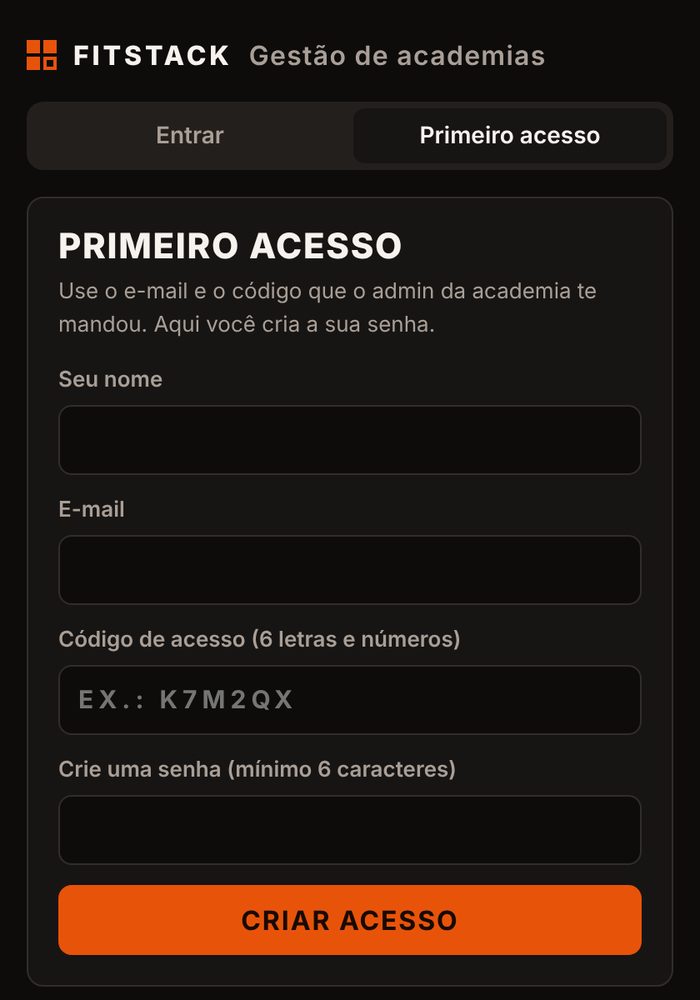 FITSTACK Gestão de academias
Entrar Primeiro acesso
PRIMEIRO ACESSO
Use o e-mail e o código que o admin da academia te
mandou. Aqui você cria a sua senha.
Seu nome
E-mail
Código de acesso (6 letras e números)
EX.: K7M2QX
Crie uma senha (mínimo 6 caracteres)
CRIAR ACESSO